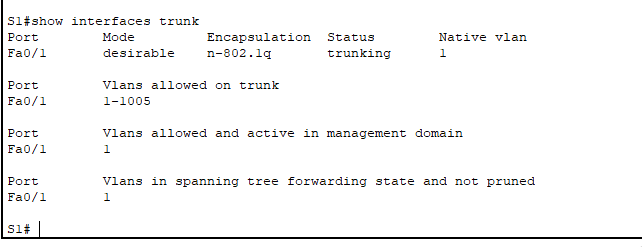 S1#show interfaces trunk
Port Mode Encapsulation Status Native vlan
Fa0/1 desirable n-802.1q trunking 1
Port Vlans allowed on trunk
Fa0/1 1-1005
Port Vlans allowed and active in management domain
Fa0/1 1
Port Vlans in spanning tree forwarding state and not pruned
Fa0/1 1
S1#